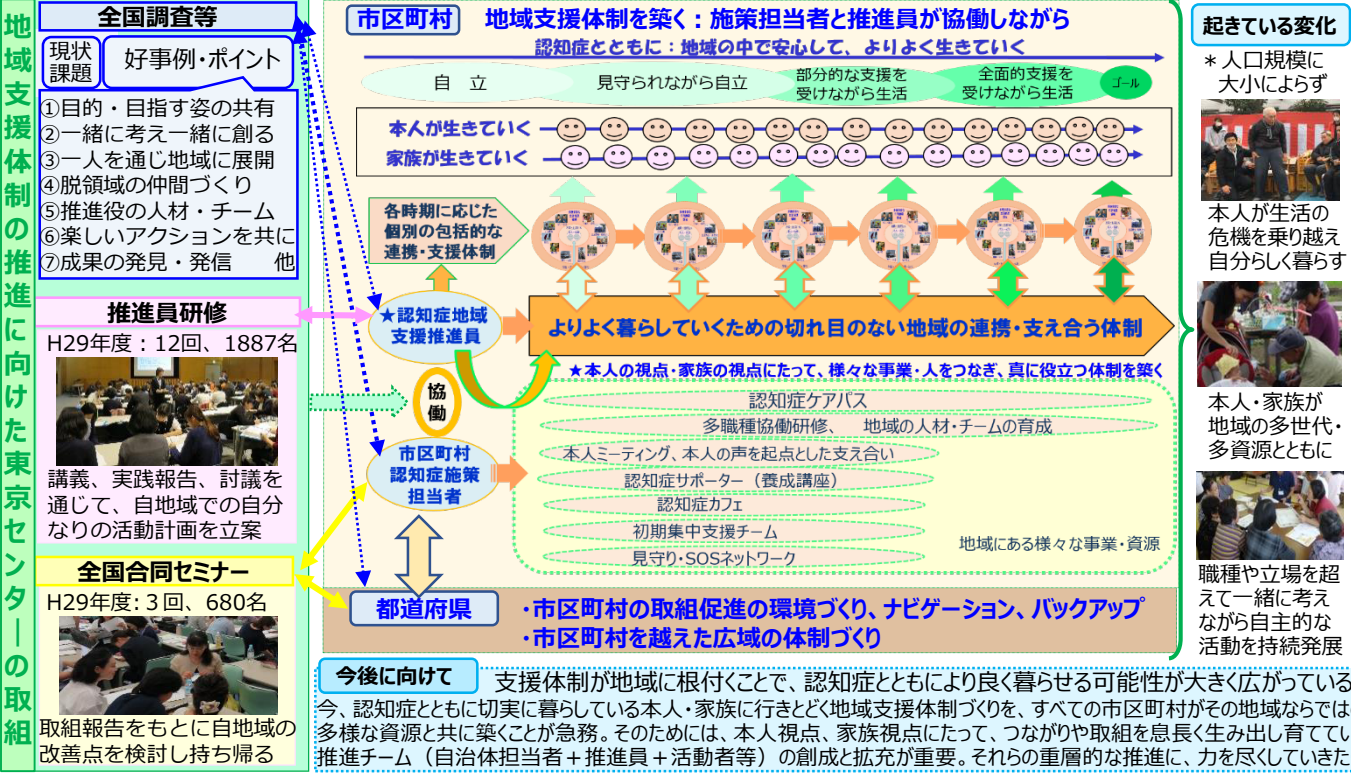 地域支援体制の推進に向けた東京センターの取組
全国調査等
現状
課題
好事例・ポイント
①目的・目指す姿の共有
②一緒に考え一緒に創る
③一人を通じ地域に展開
④脱領域の仲間づくり
⑤推進役の人材・チーム
⑥楽しいアクションを共に
⑦成果の発見・発信 他
推進員研修
H29年度：12回、1887名
講義、実践報告、討議を
通じて、自地域での自分
なりの活動計画を立案
全国合同セミナー
H29年度:３回、680名
取組報告をもとに自地域の
改善点を検討し持ち帰る
市区町村
地域支援体制を築く：施策担当者と推進員が協働しながら
認知症とともに：地域の中で安心して、よりよく生きていく
自 立
見守られながら自立
部分的な支援を
受けながら生活
全面的支援を
受けながら生活
ゴール
本人が生きていく
家族が生きていく
各時期に応じた
個別の包括的な
連携・支援体制
★認知症地域
支援推進員
よりよく暮らしていくための切れ目のない地域の連携・支え合う体制
★本人の視点・家族の視点にたって、様々な事業・人をつなぎ、真に役立つ体制を築く
協
働
市区町村
認知症施策
担当者
認知症ケアパス
多職種協働研修、 地域の人材・チームの育成
本人ミーティング、本人の声を起点とした支え合い
認知症サポーター（養成講座）
認知症カフェ
初期集中支援チーム
見守り・SOSネットワーク
地域にある様々な事業・資源
都道府県
・市区町村の取組促進の環境づくり、ナビゲーション、バックアップ
・市区町村を越えた広域の体制づくり
起きている変化
＊人口規模に
大小によらず
本人が生活の
危機を乗り越え
自分らしく暮らす
本人・家族が
地域の多世代・
多資源とともに
職種や立場を超
えて一緒に考え
ながら自主的な
活動を持続発展
今後に向けて
支援体制が地域に根付くことで、認知症とともにより良く暮らせる可能性が大きく広がっている
今、認知症とともに切実に暮らしている本人・家族に行きとどく地域支援体制づくりを、すべての市区町村がその地域ならでは
多様な資源と共に築くことが急務。そのためには、本人視点、家族視点にたって、つながりや取組を息長く生み出し育ててい
推進チーム（自治体担当者＋推進員＋活動者等）の創成と拡充が重要。それらの重層的な推進に、力を尽くしていきた